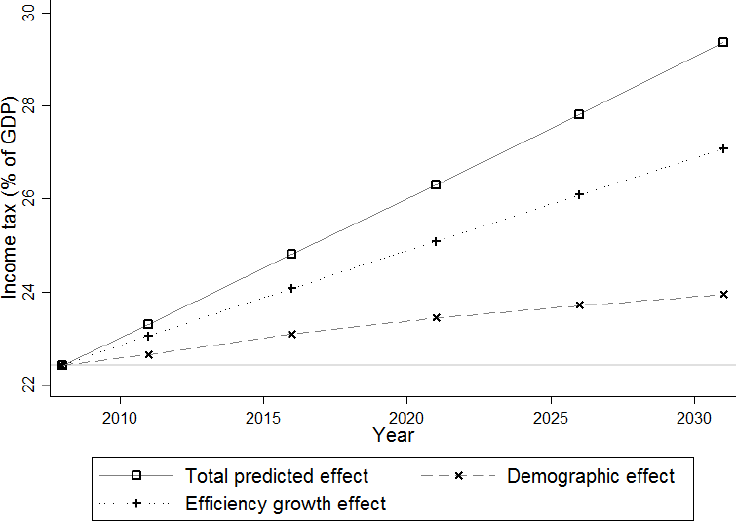 Income tax (% of GDP)
30
28
26
24
22
2010 2015 2020 2025 2030
Year
Total predicted effect Demographic effect
Efficiency growth effect